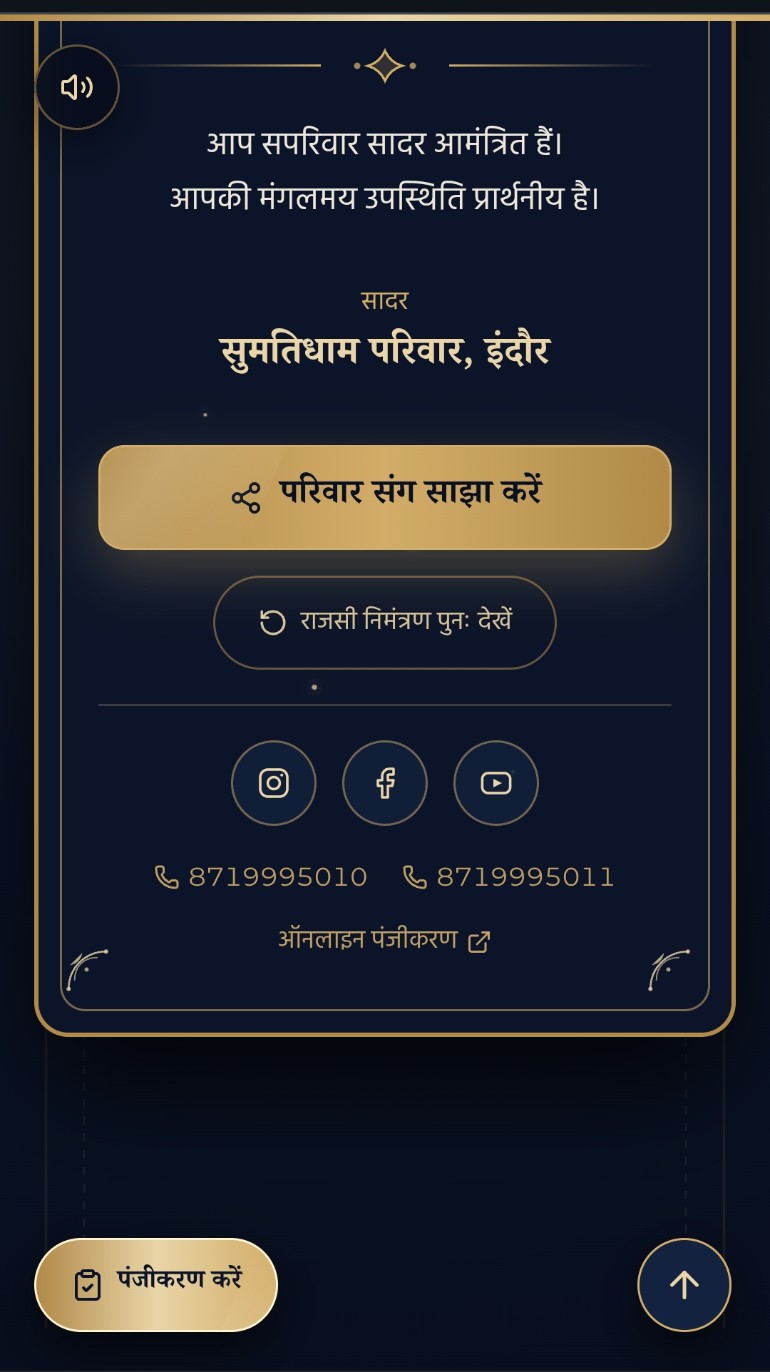 आप सपरिवार सादर आमंत्रित हैं।
आपकी मंगलमय उपस्थिति प्रार्थनीय है।
सादर
सुमतिधाम परिवार, इंदौर
परिवार संग साझा करें
राजसी निमंत्रण पुनः देखें
8719995010 8719995011
ऑनलाइन पंजीकरण
पंजीकरण करें